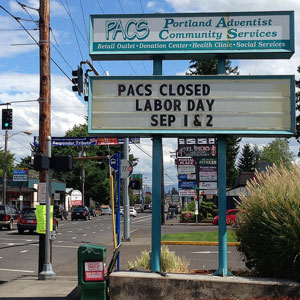 PACS Portland Adventist
Community Services
Retail Outlet • Donation Center • Health Clinic • Social Services
PACS CLOSED
LABOR DAY
SEP 1 & 2